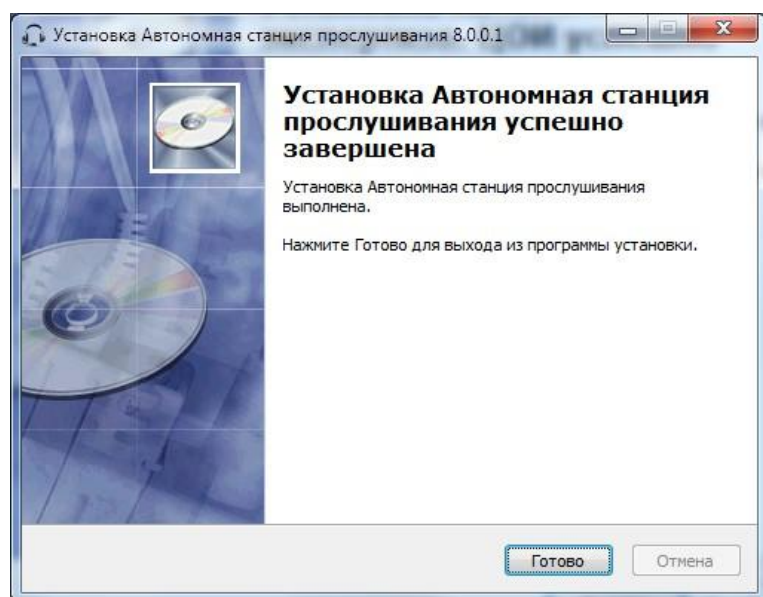 Установка Автономная станция прослушивания 8.0.0.1
Установка Автономная станция
прослушивания успешно
завершена
Установка Автономная станция прослушивания
выполнена.
Нажмите Готово для выхода из программы установки.
Готово
Отмена